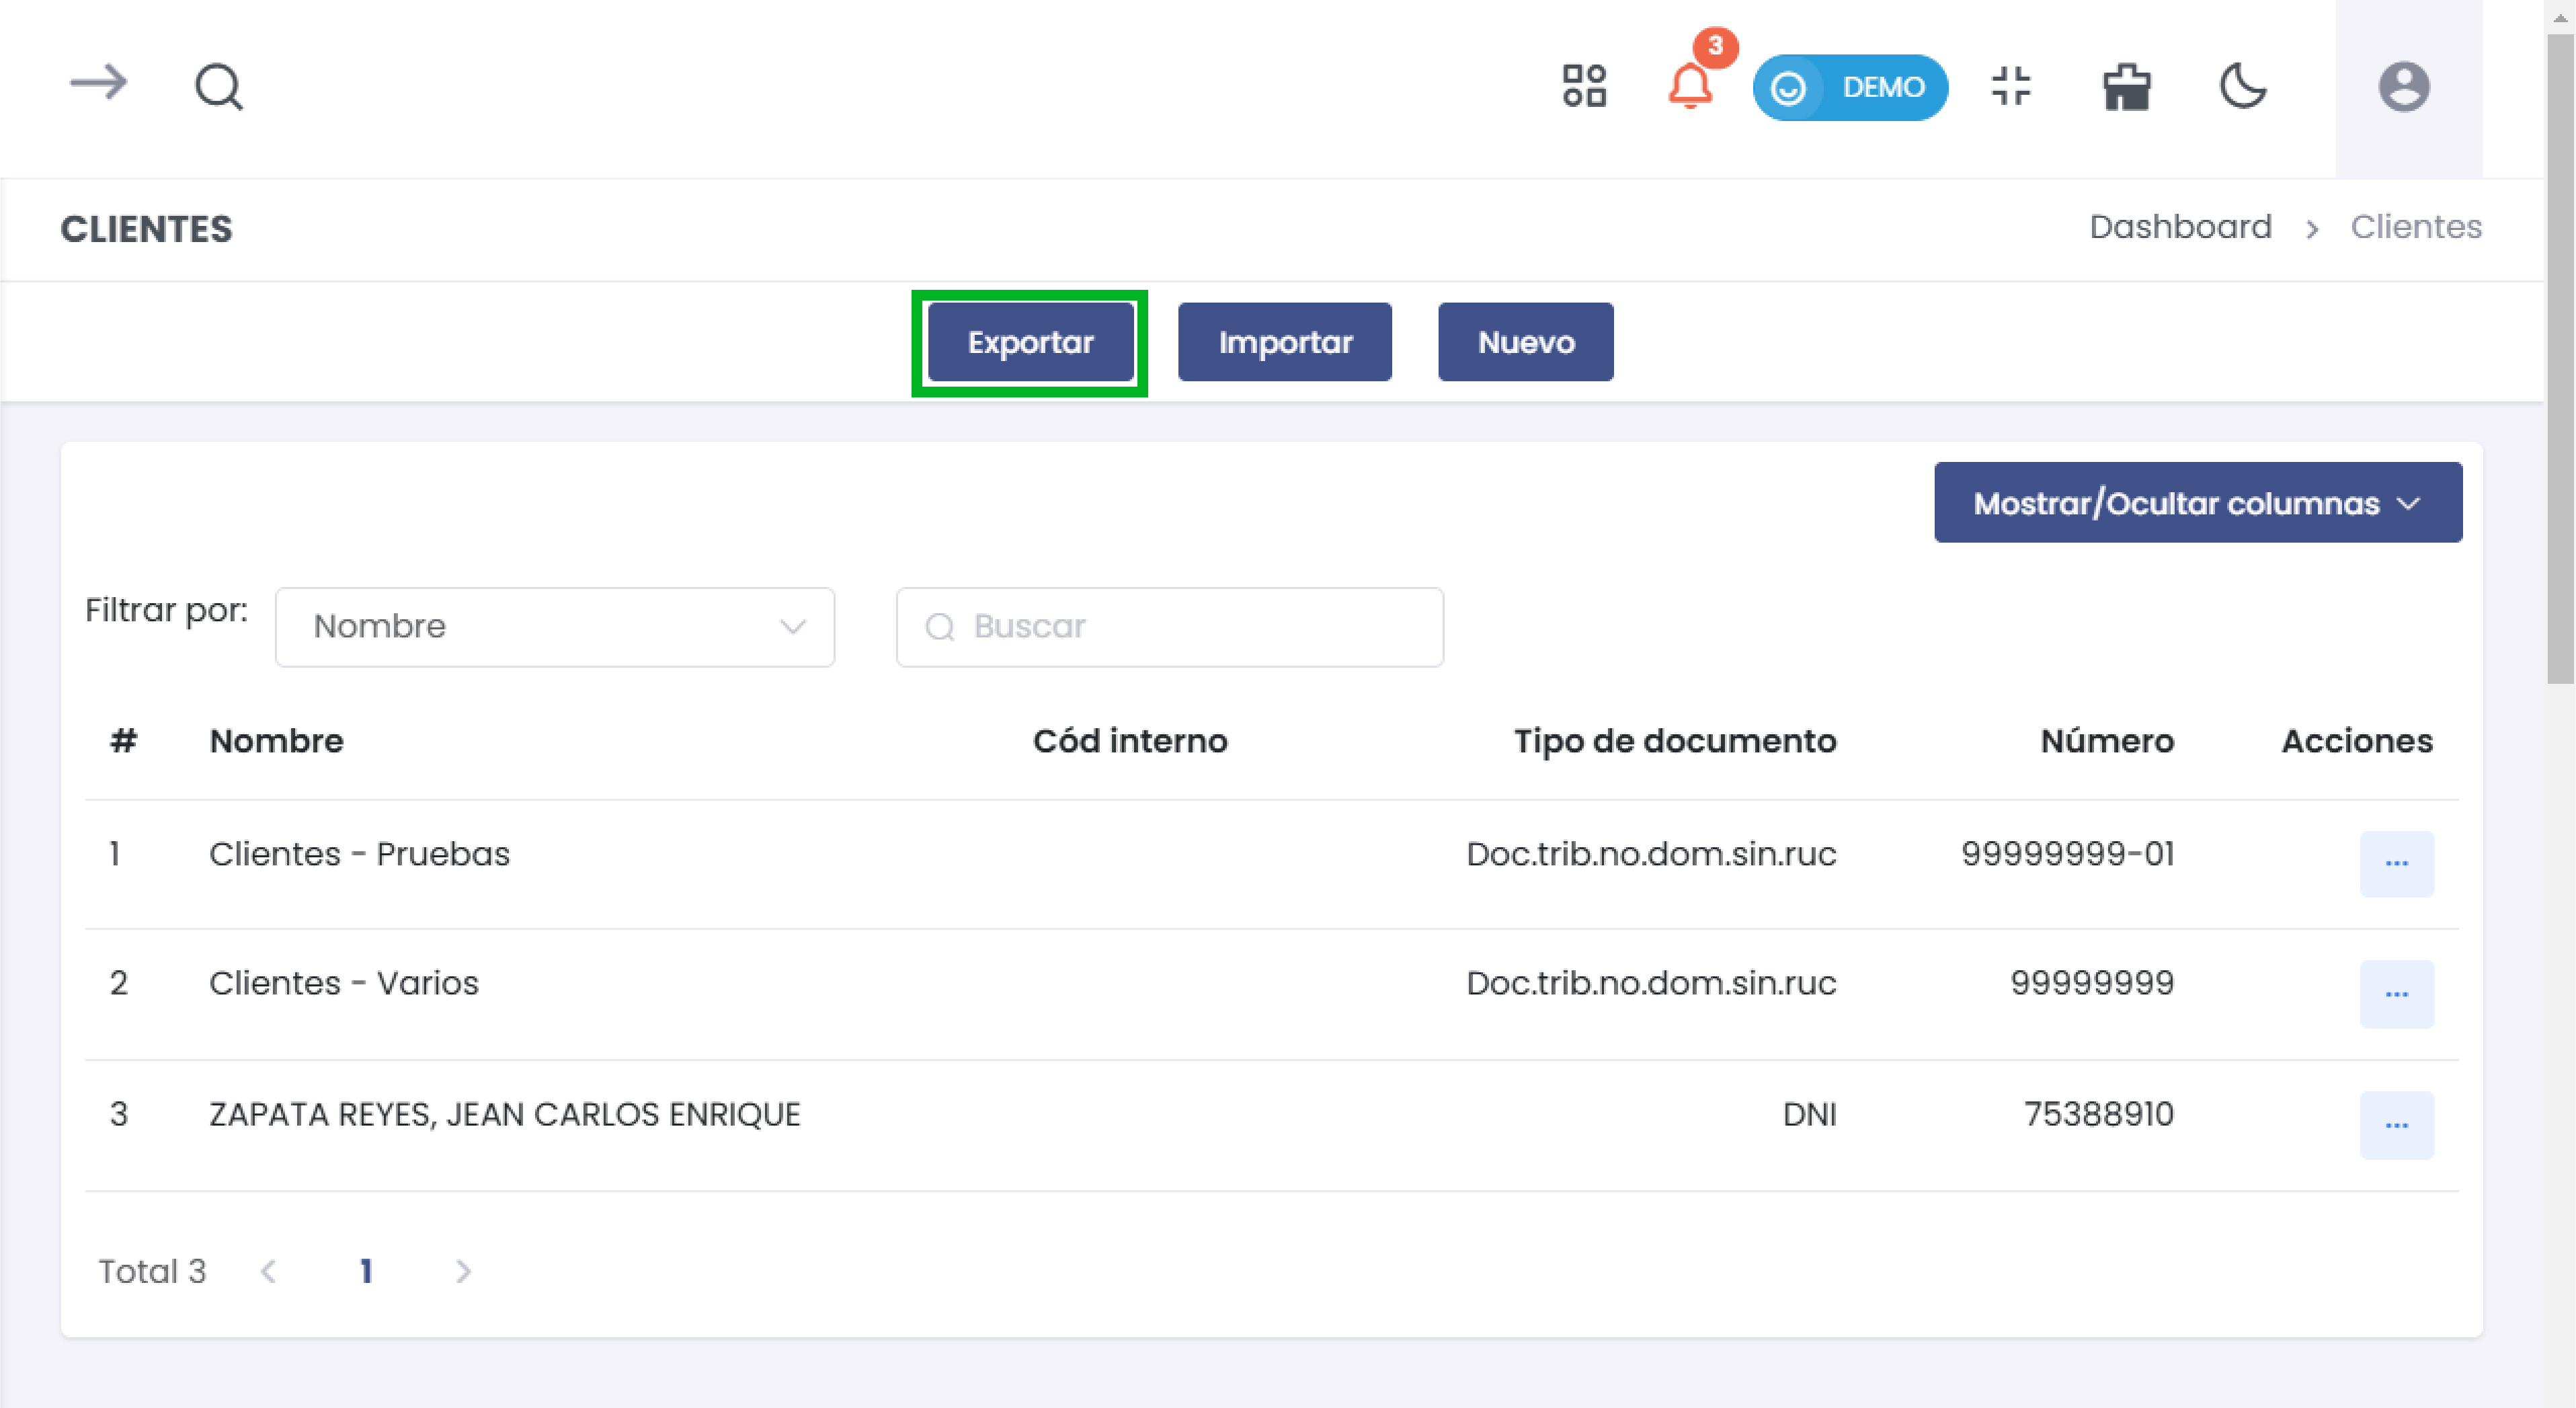 3
DEMO
CLIENTES
Dashboard > Clientes
Exportar Importar Nuevo
Mostrar/Ocultar columnas
Filtrar por: Nombre Buscar
# Nombre Cód interno Tipo de documento Número Acciones
1 Clientes - Pruebas Doc.trib.no.dom.sin.ruc 99999999-01 ...
2 Clientes - Varios Doc.trib.no.dom.sin.ruc 99999999 ...
3 ZAPATA REYES, JEAN CARLOS ENRIQUE DNI 75388910 ...
Total 3 < 1 >